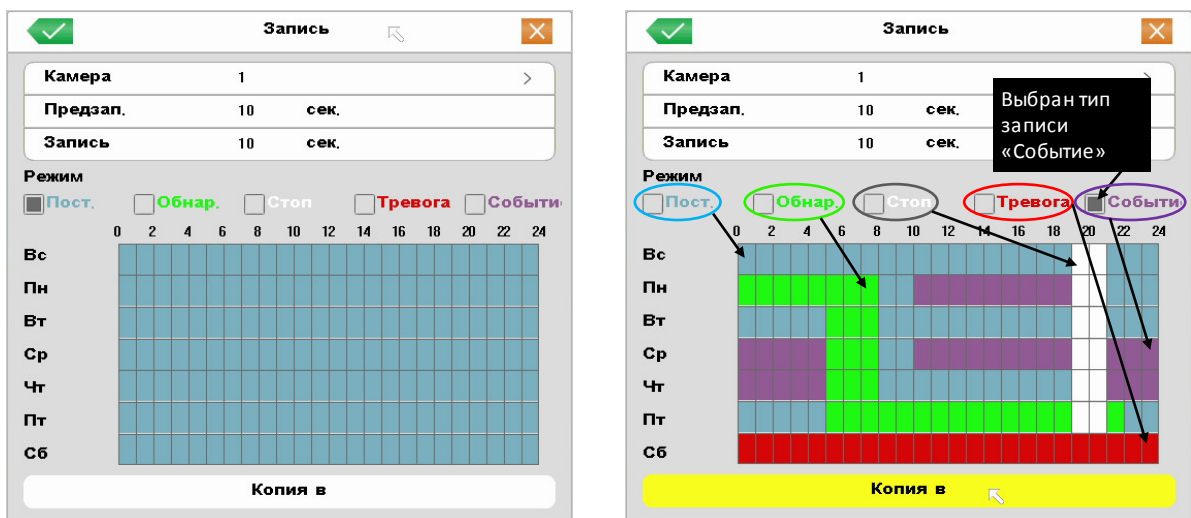 Запись
Камера 1 >
Предзап. 10 сек.
Запись 10 сек.
Режим
Пост. Обнар. Стоп Тревога Событи
0 2 4 6 8 10 12 14 16 18 20 22 24
Вс
Пн
Вт
Ср
Чт
Пт
Сб
Копия в
Запись
Камера 1
Предзап. 10 сек.
Запись 10 сек.
Выбран тип
записи
«Событие»
Режим
Пост. Обнар. Стоп Тревога Событи
0 2 4 6 8 10 12 14 16 18 20 22 24
Вс
Пн
Вт
Ср
Чт
Пт
Сб
Копия в